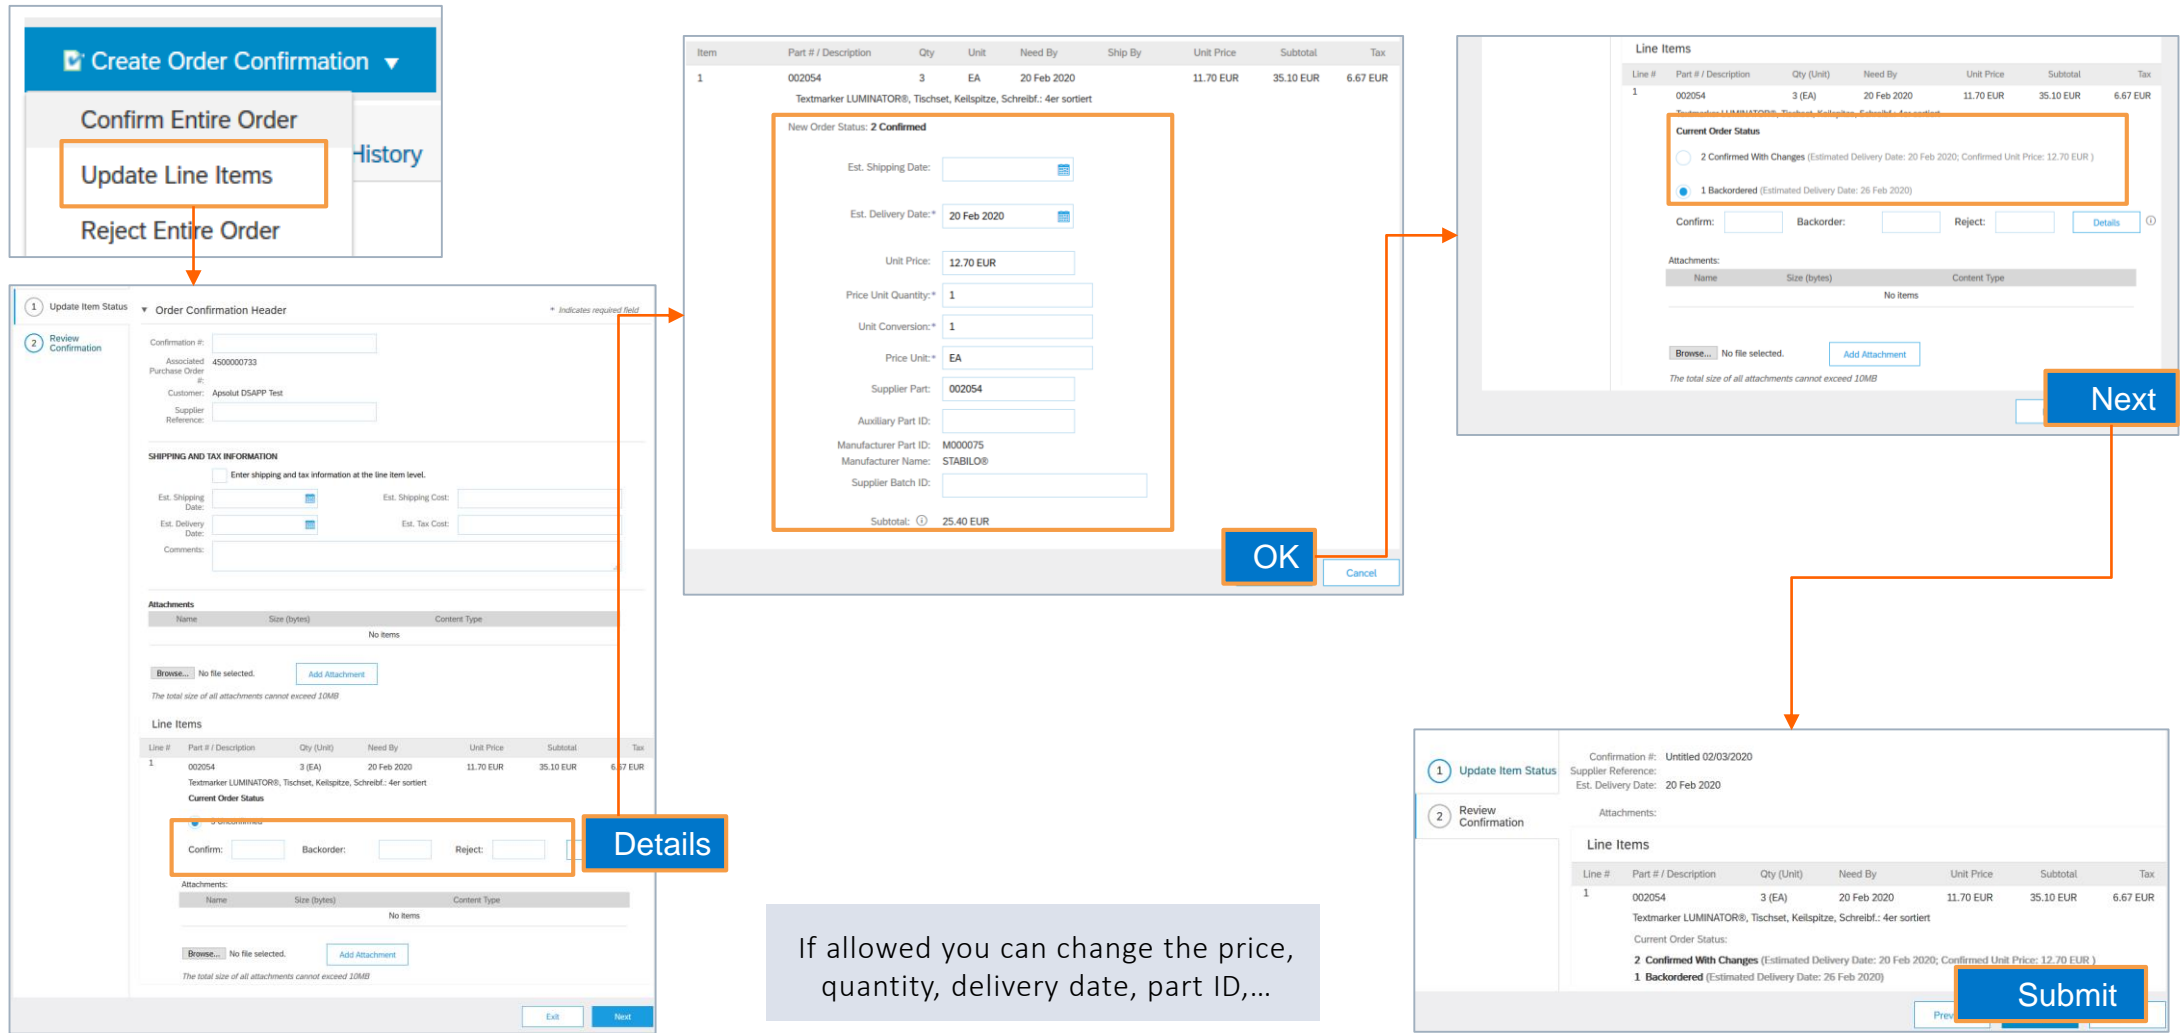 Create Order Confirmation ▼
Confirm Entire Order
Update Line Items
History
Reject Entire Order
1 Update Item Status
2 Review
Confirmation
▼ Order Confirmation Header
* Indicates required field
Confirmation #:
Associated Purchase Order #: 4500000733
Customer: Apsolut DSAPP Test
Supplier Reference:
SHIPPING AND TAX INFORMATION
Enter shipping and tax information at the line item level.
Est. Shipping Date: Est. Shipping Cost:
Est. Delivery Date: Est. Tax Cost:
Comments:
Attachments
Name Size (bytes) Content Type
No items
Browse... No file selected. Add Attachment
The total size of all attachments cannot exceed 10MB
Line Items
Line # Part # / Description Qty (Unit) Need By Unit Price Subtotal Tax
1 002054 3 (EA) 20 Feb 2020 11.70 EUR 35.10 EUR 6.67 EUR
Textmarker LUMINATOR®, Tischset, Keilspitze, Schreibf.: 4er sortiert
Current Order Status
Confirm: Backorder: Reject:
Details
Attachments:
Name Size (bytes) Content Type
No items
Browse... No file selected. Add Attachment
The total size of all attachments cannot exceed 10MB
Exit Next
Item Part # / Description Qty Unit Need By Ship By Unit Price Subtotal Tax
1 002054 3 EA 20 Feb 2020 11.70 EUR 35.10 EUR 6.67 EUR
Textmarker LUMINATOR®, Tischset, Keilspitze, Schreibf.: 4er sortiert
New Order Status: 2 Confirmed
Est. Shipping Date:
Est. Delivery Date:* 20 Feb 2020
Unit Price: 12.70 EUR
Price Unit Quantity:* 1
Unit Conversion:* 1
Price Unit:* EA
Supplier Part: 002054
Auxiliary Part ID:
Manufacturer Part ID: M000075
Manufacturer Name: STABILO®
Supplier Batch ID:
Subtotal: 25.40 EUR
OK
Cancel
Line Items
Line # Part # / Description Qty (Unit) Need By Unit Price Subtotal Tax
1 002054 3 (EA) 20 Feb 2020 11.70 EUR 35.10 EUR 6.67 EUR
Textmarker LUMINATOR®, Tischset, Keilspitze, Schreibf.: 4er sortiert
Current Order Status
2 Confirmed With Changes (Estimated Delivery Date: 20 Feb 2020; Confirmed Unit Price: 12.70 EUR )
1 Backordered (Estimated Delivery Date: 26 Feb 2020)
Confirm: Backorder: Reject: Details
Attachments:
Name Size (bytes) Content Type
No items
Browse... No file selected. Add Attachment
The total size of all attachments cannot exceed 10MB
Next
1 Update Item Status
2 Review
Confirmation
Confirmation #: Untitled 02/03/2020
Supplier Reference:
Est. Delivery Date: 20 Feb 2020
Attachments:
Line Items
Line # Part # / Description Qty (Unit) Need By Unit Price Subtotal Tax
1 002054 3 (EA) 20 Feb 2020 11.70 EUR 35.10 EUR 6.67 EUR
Textmarker LUMINATOR®, Tischset, Keilspitze, Schreibf.: 4er sortiert
Current Order Status:
2 Confirmed With Changes (Estimated Delivery Date: 20 Feb 2020; Confirmed Unit Price: 12.70 EUR )
1 Backordered (Estimated Delivery Date: 26 Feb 2020)
Submit
If allowed you can change the price,
quantity, delivery date, part ID,...